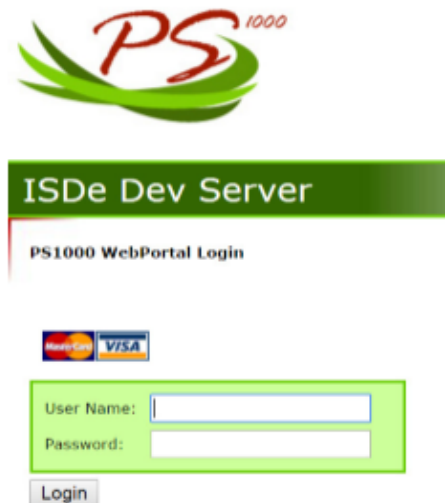 PS 1000
ISDe Dev Server
PS1000 WebPortal Login
MasterCard VISA
User Name:
Password:
Login